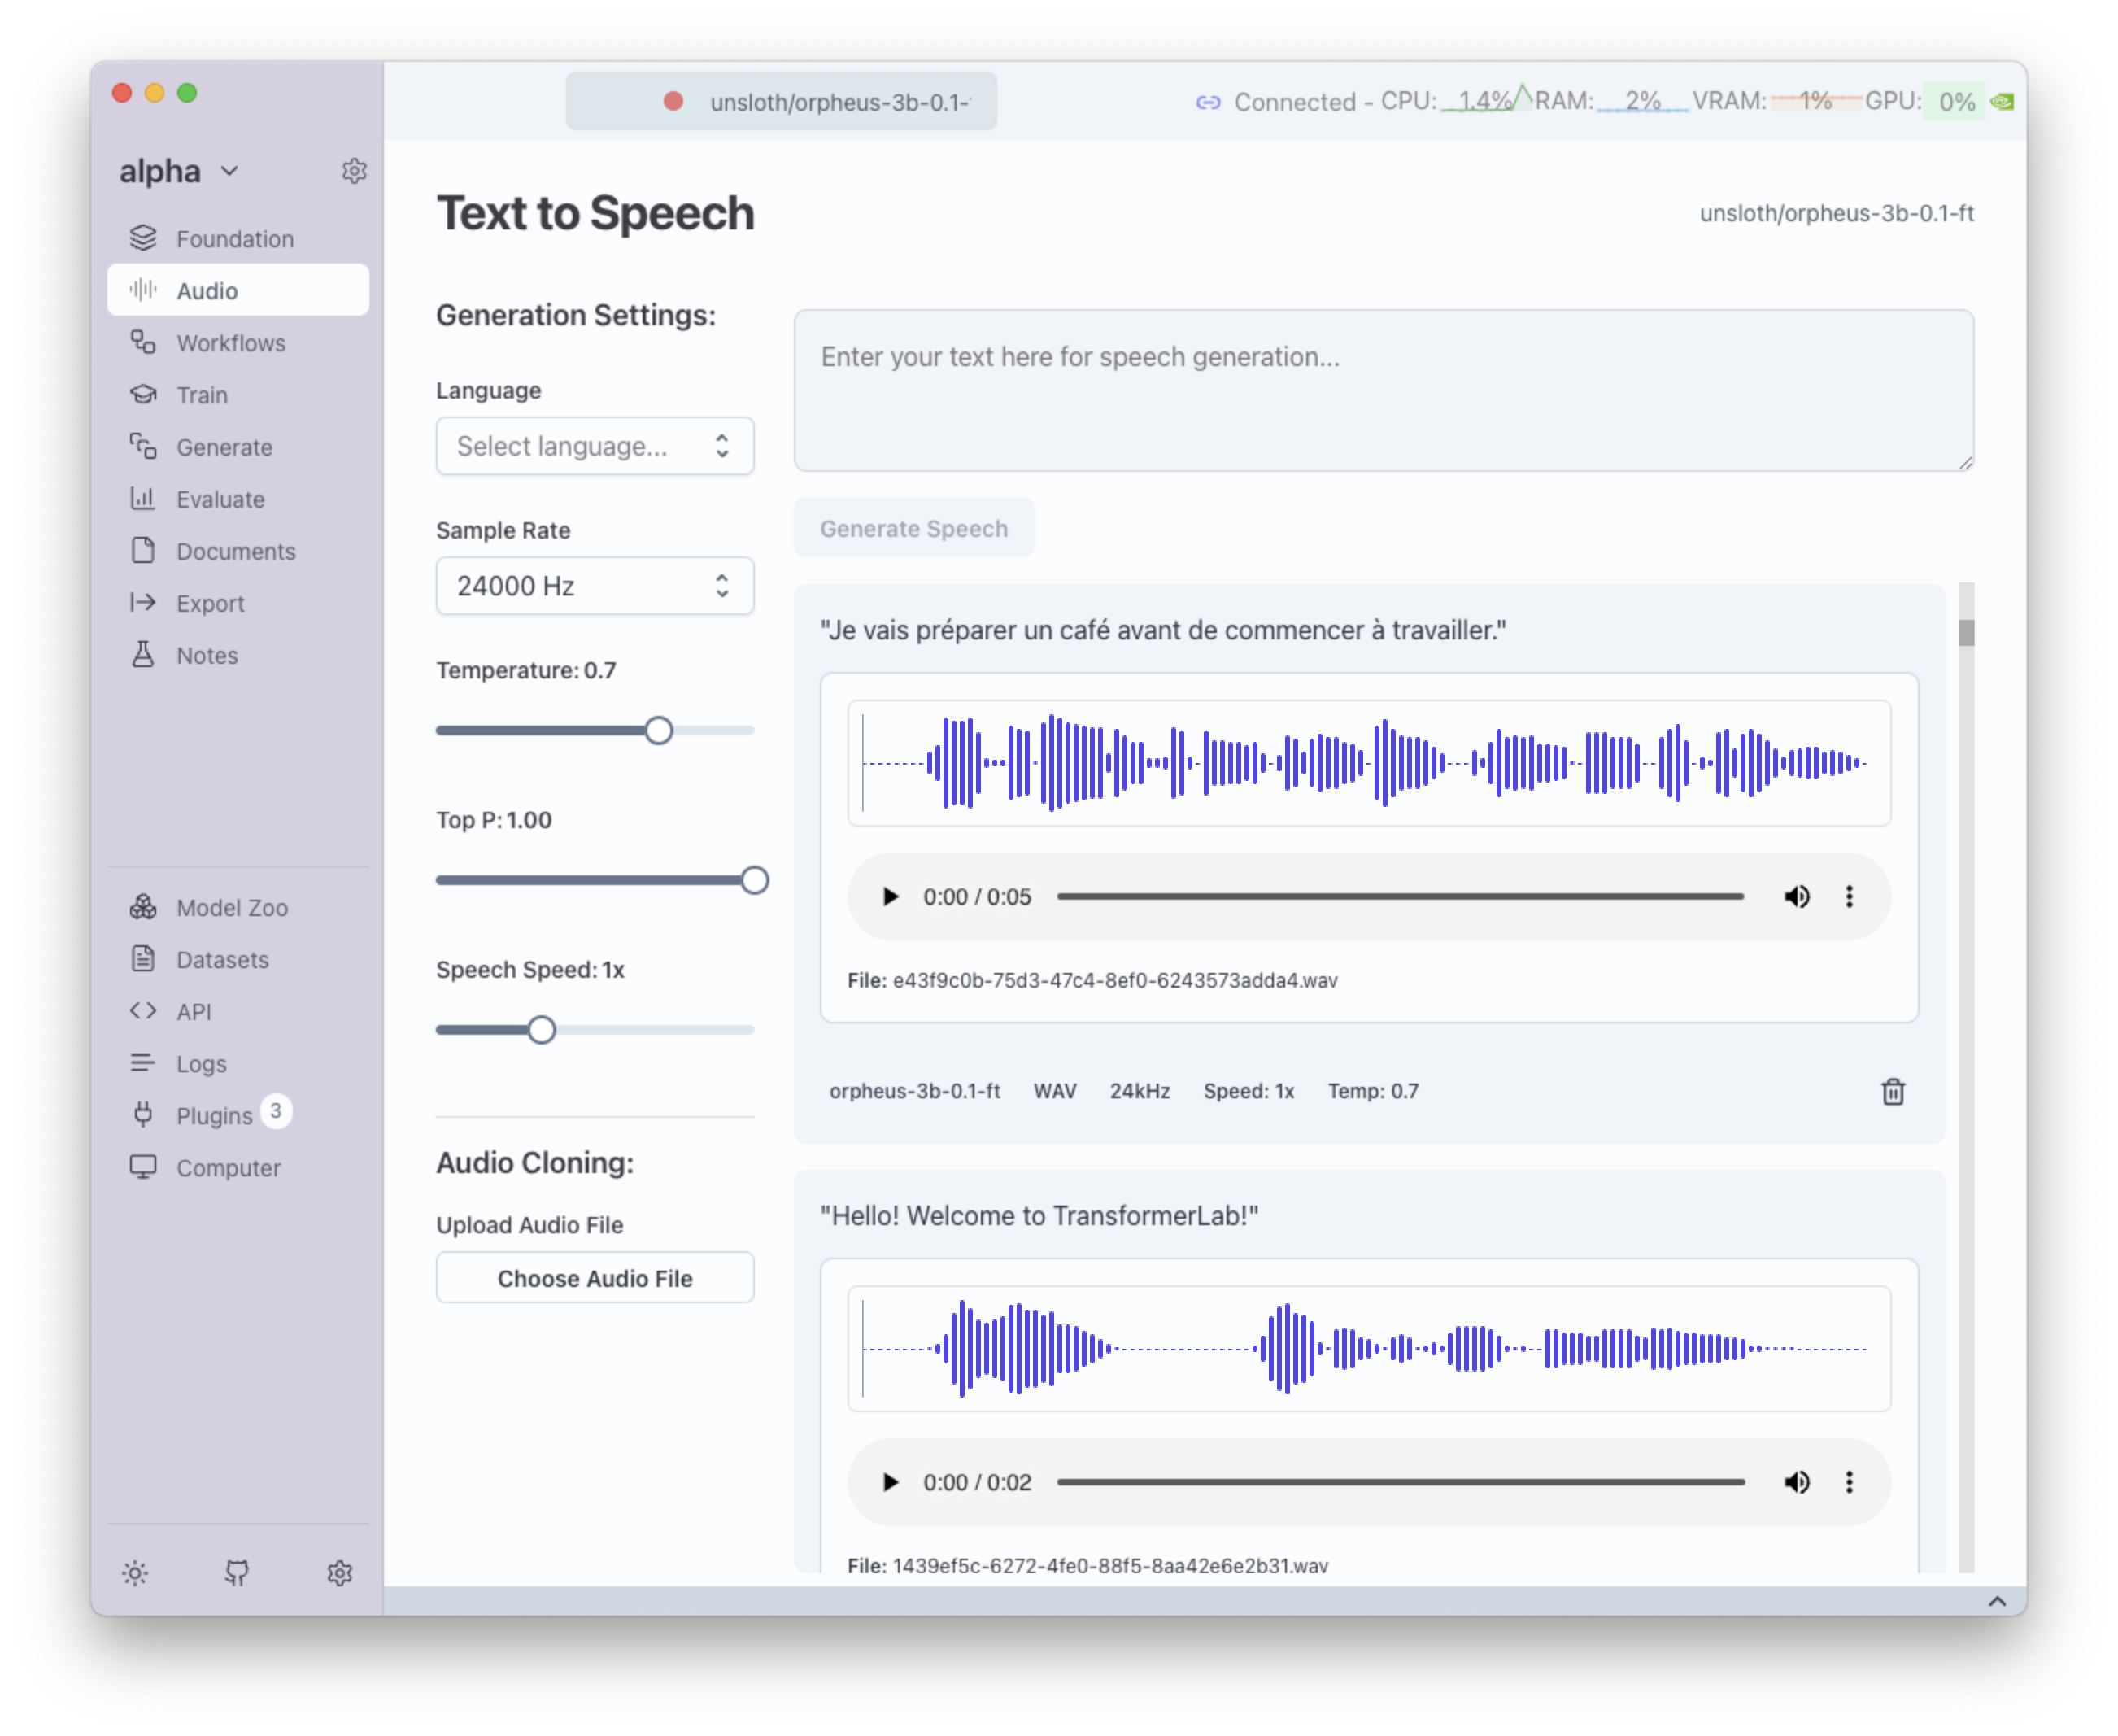 unsloth/orpheus-3b-0.1-
Connected - CPU: 1.4% RAM: 2% VRAM: 1% GPU: 0%
alpha
Foundation
Audio
Workflows
Train
Generate
Evaluate
Documents
Export
Notes
Model Zoo
Datasets
API
Logs
Plugins 3
Computer
Text to Speech
unsloth/orpheus-3b-0.1-ft
Generation Settings:
Language
Select language...
Sample Rate
24000 Hz
Temperature: 0.7
Top P: 1.00
Speech Speed: 1x
Audio Cloning:
Upload Audio File
Choose Audio File
Enter your text here for speech generation...
Generate Speech
"Je vais préparer un café avant de commencer à travailler."
0:00 / 0:05
File: e43f9c0b-75d3-47c4-8ef0-6243573adda4.wav
orpheus-3b-0.1-ft WAV 24kHz Speed: 1x Temp: 0.7
"Hello! Welcome to TransformerLab!"
0:00 / 0:02
File: 1439ef5c-6272-4fe0-88f5-8aa42e6e2b31.wav